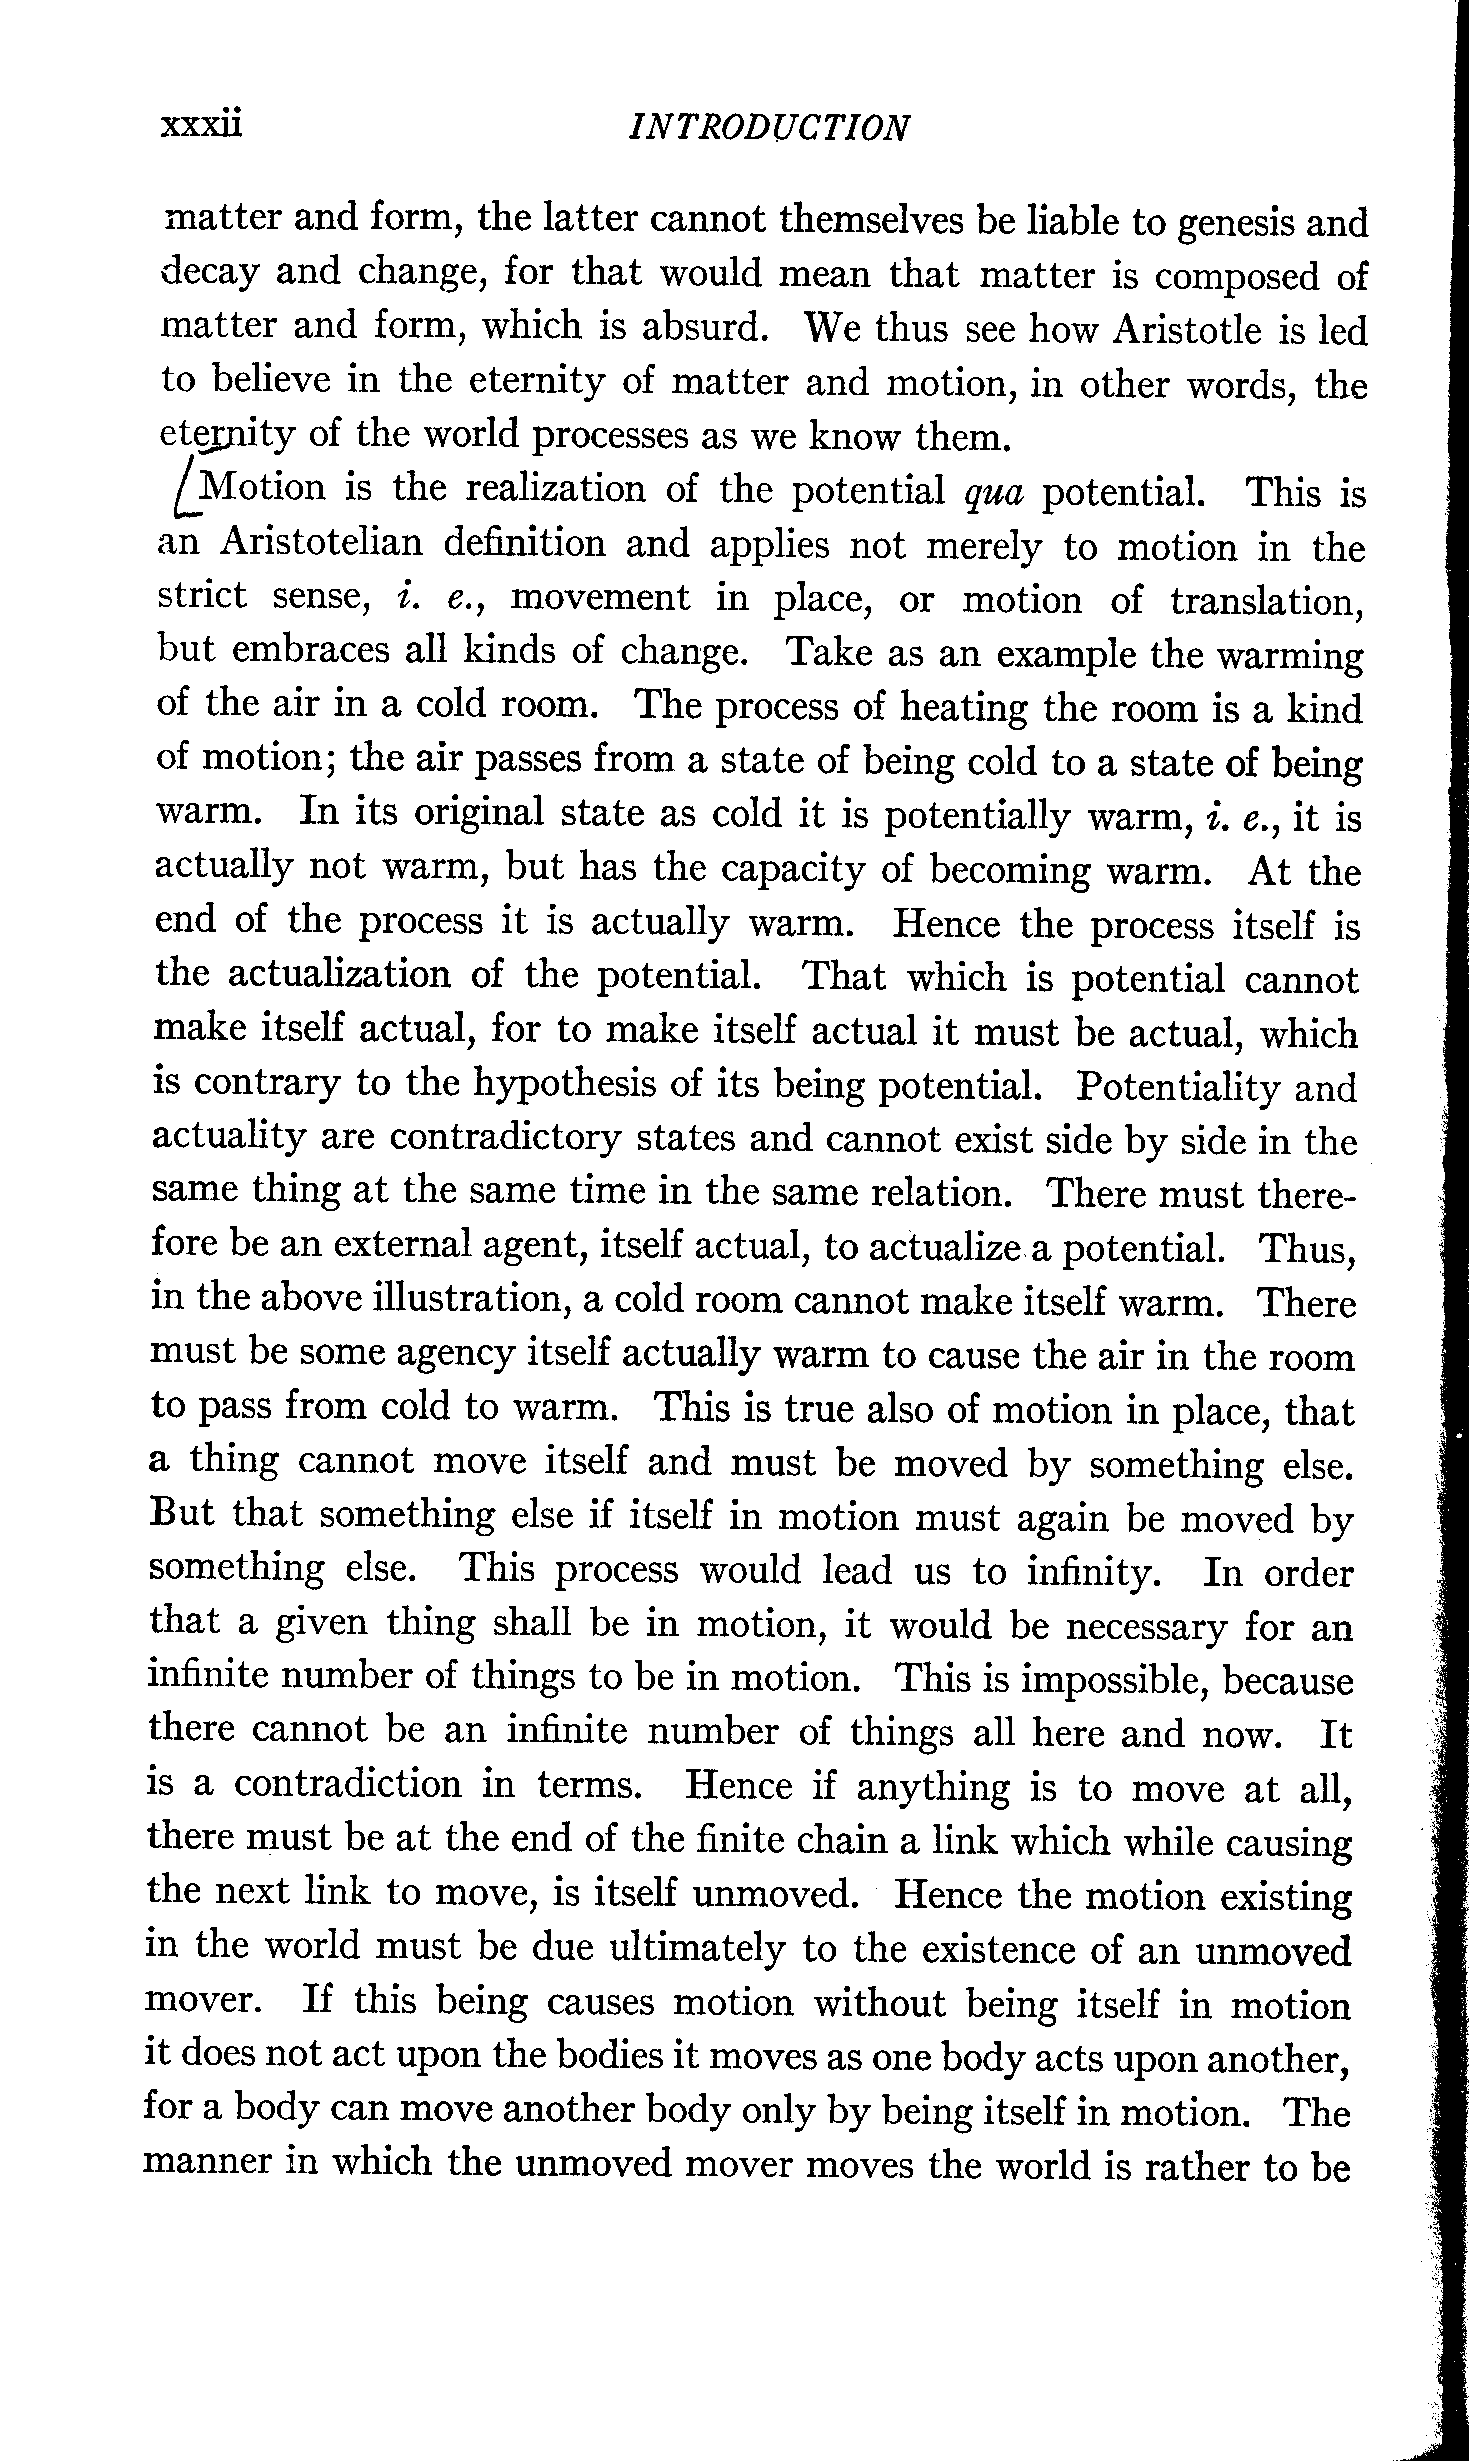 xxxii INTRODUCTION
matter and form, the latter cannot themselves be liable to genesis and
decay and change, for that would mean that matter is composed of
matter and form, which is absurd. We thus see how Aristotle is led
to believe in the eternity of matter and motion, in other words, the
eternity of the world processes as we know them.
Motion is the realization of the potential qua potential. This is
an Aristotelian definition and applies not merely to motion in the
strict sense, i. e., movement in place, or motion of translation,
but embraces all kinds of change. Take as an example the warming
of the air in a cold room. The process of heating the room is a kind
of motion; the air passes from a state of being cold to a state of being
warm. In its original state as cold it is potentially warm, i. e., it is
actually not warm, but has the capacity of becoming warm. At the
end of the process it is actually warm. Hence the process itself is
the actualization of the potential. That which is potential cannot
make itself actual, for to make itself actual it must be actual, which
is contrary to the hypothesis of its being potential. Potentiality and
actuality are contradictory states and cannot exist side by side in the
same thing at the same time in the same relation. There must there-
fore be an external agent, itself actual, to actualize a potential. Thus,
in the above illustration, a cold room cannot make itself warm. There
must be some agency itself actually warm to cause the air in the room
to pass from cold to warm. This is true also of motion in place, that
a thing cannot move itself and must be moved by something else.
But that something else if itself in motion must again be moved by
something else. This process would lead us to infinity. In order
that a given thing shall be in motion, it would be necessary for an
infinite number of things to be in motion. This is impossible, because
there cannot be an infinite number of things all here and now. It
is a contradiction in terms. Hence if anything is to move at all,
there must be at the end of the finite chain a link which while causing
the next link to move, is itself unmoved. Hence the motion existing
in the world must be due ultimately to the existence of an unmoved
mover. If this being causes motion without being itself in motion
it does not act upon the bodies it moves as one body acts upon another,
for a body can move another body only by being itself in motion. The
manner in which the unmoved mover moves the world is rather to be